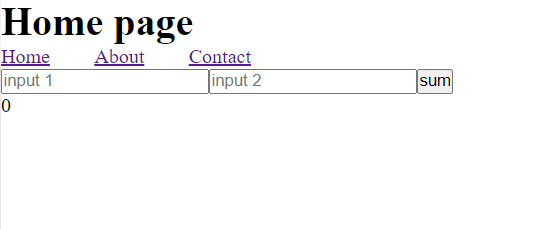 Home page
Home About Contact
input 1 input 2 sum
0